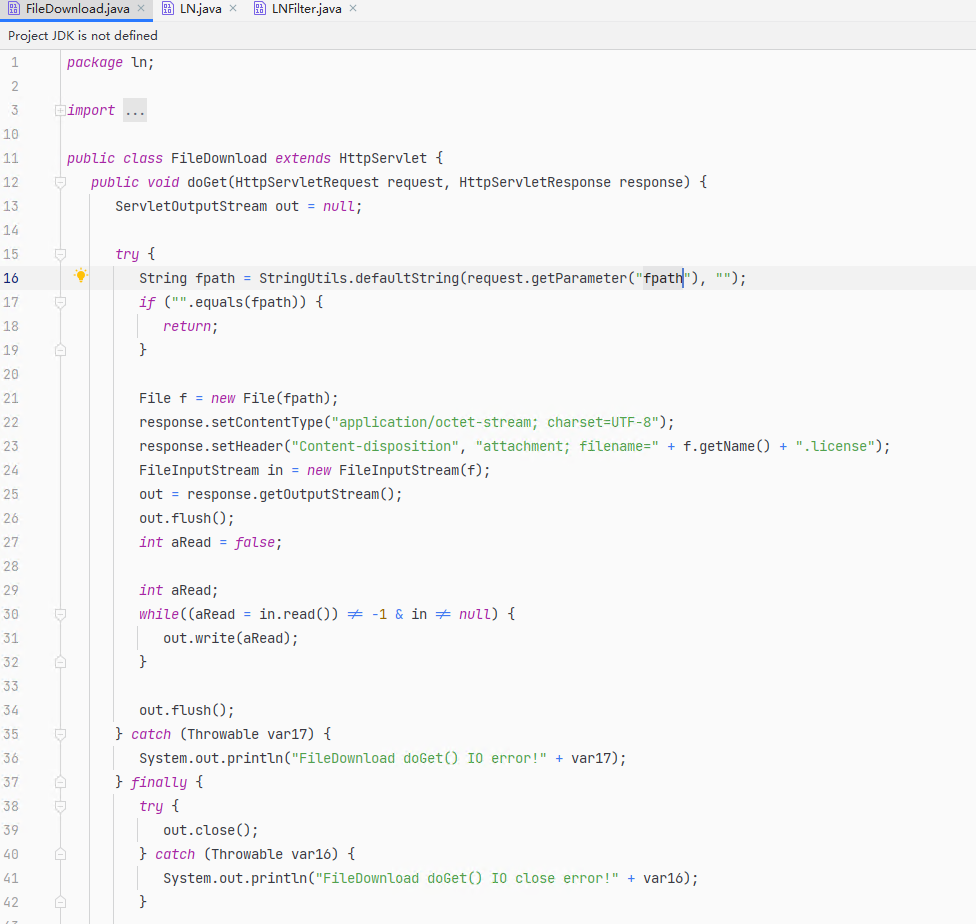 FileDownload.java × LN.java × LNFilter.java ×
Project JDK is not defined
1 package ln;
2
3 import ...
10
11 public class FileDownload extends HttpServlet {
12 public void doGet(HttpServletRequest request, HttpServletResponse response) {
13 ServletOutputStream out = null;
14
15 try {
16 String fpath = StringUtils.defaultString(request.getParameter("fpath"), "");
17 if ("".equals(fpath)) {
18 return;
19 }
20
21 File f = new File(fpath);
22 response.setContentType("application/octet-stream; charset=UTF-8");
23 response.setHeader("Content-disposition", "attachment; filename=" + f.getName() + ".license");
24 FileInputStream in = new FileInputStream(f);
25 out = response.getOutputStream();
26 out.flush();
27 int aRead = false;
28
29 int aRead;
30 while((aRead = in.read()) != -1 & in != null) {
31 out.write(aRead);
32 }
33
34 out.flush();
35 } catch (Throwable var17) {
36 System.out.println("FileDownload doGet() IO error!" + var17);
37 } finally {
38 try {
39 out.close();
40 } catch (Throwable var16) {
41 System.out.println("FileDownload doGet() IO close error!" + var16);
42 }